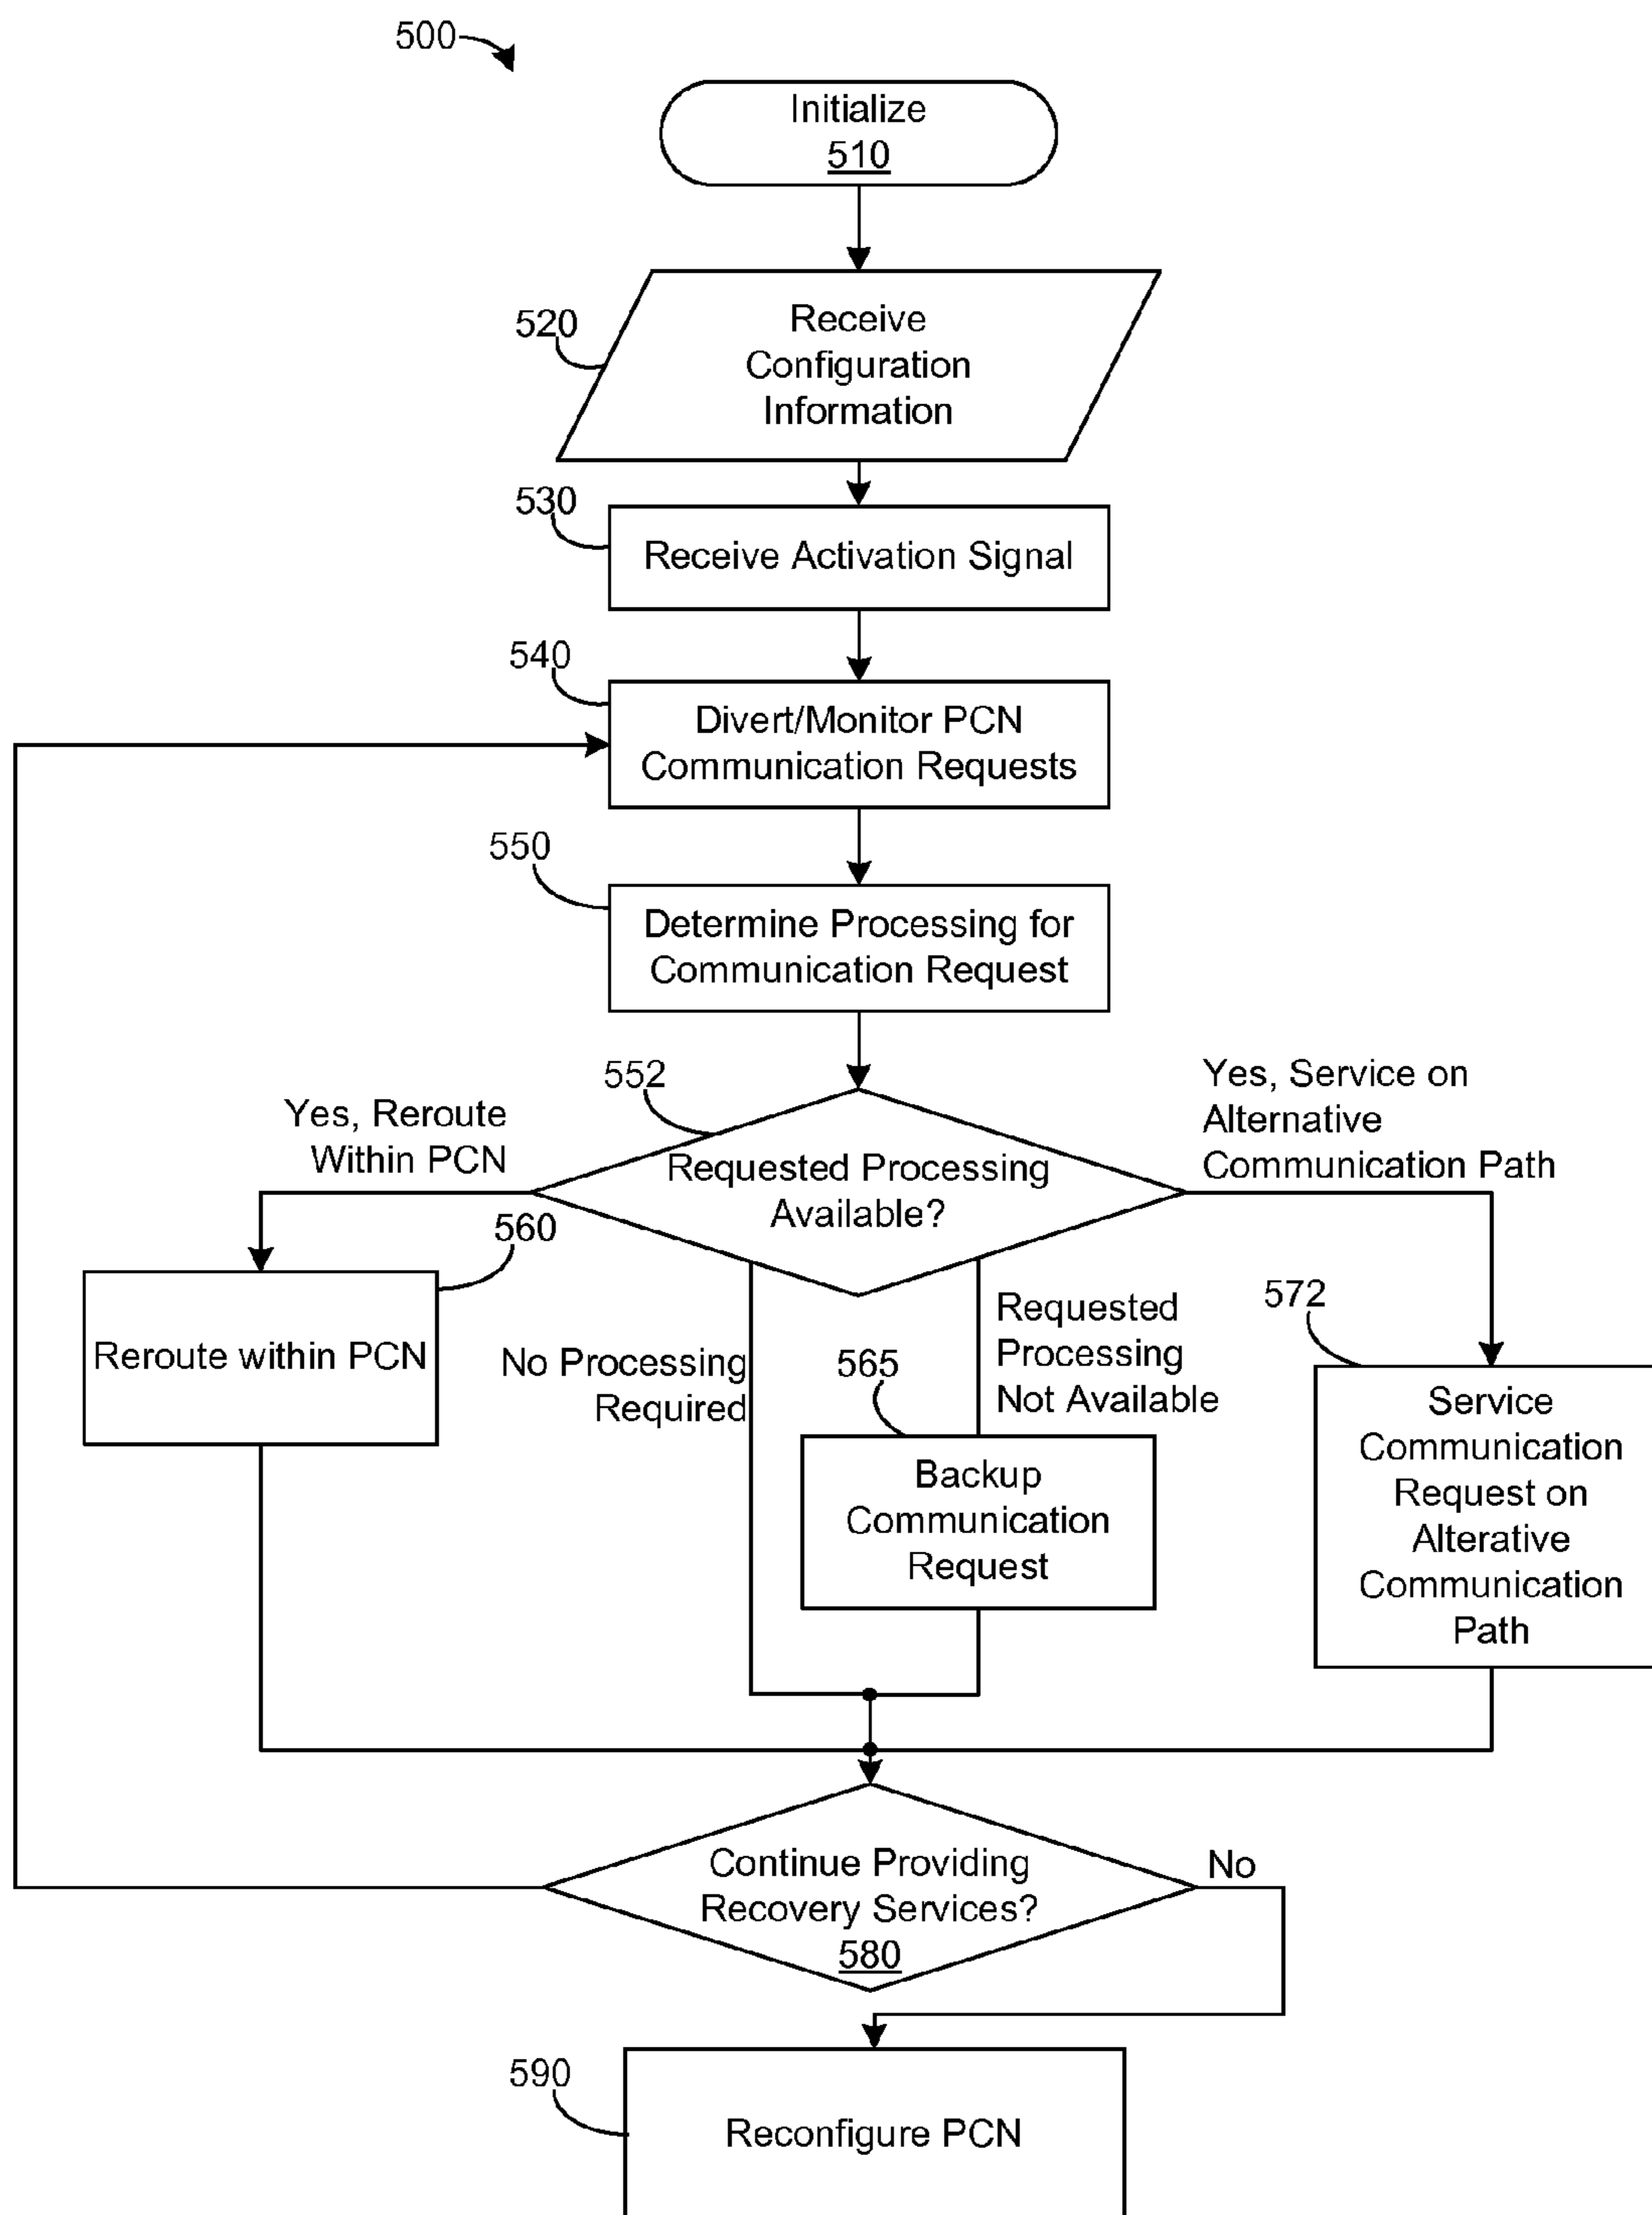 500
Initialize
510
520
Receive
Configuration
Information
530
Receive Activation Signal
540
Divert/Monitor PCN
Communication Requests
550
Determine Processing for
Communication Request
552
Yes, Reroute
Within PCN
Requested Processing
Available?
Yes, Service on
Alternative
Communication Path
560
Reroute within PCN
No Processing
Required
Requested
Processing
Not Available
565
Backup
Communication
Request
572
Service
Communication
Request on
Alterative
Communication
Path
Continue Providing
Recovery Services?
580
No
590
Reconfigure PCN